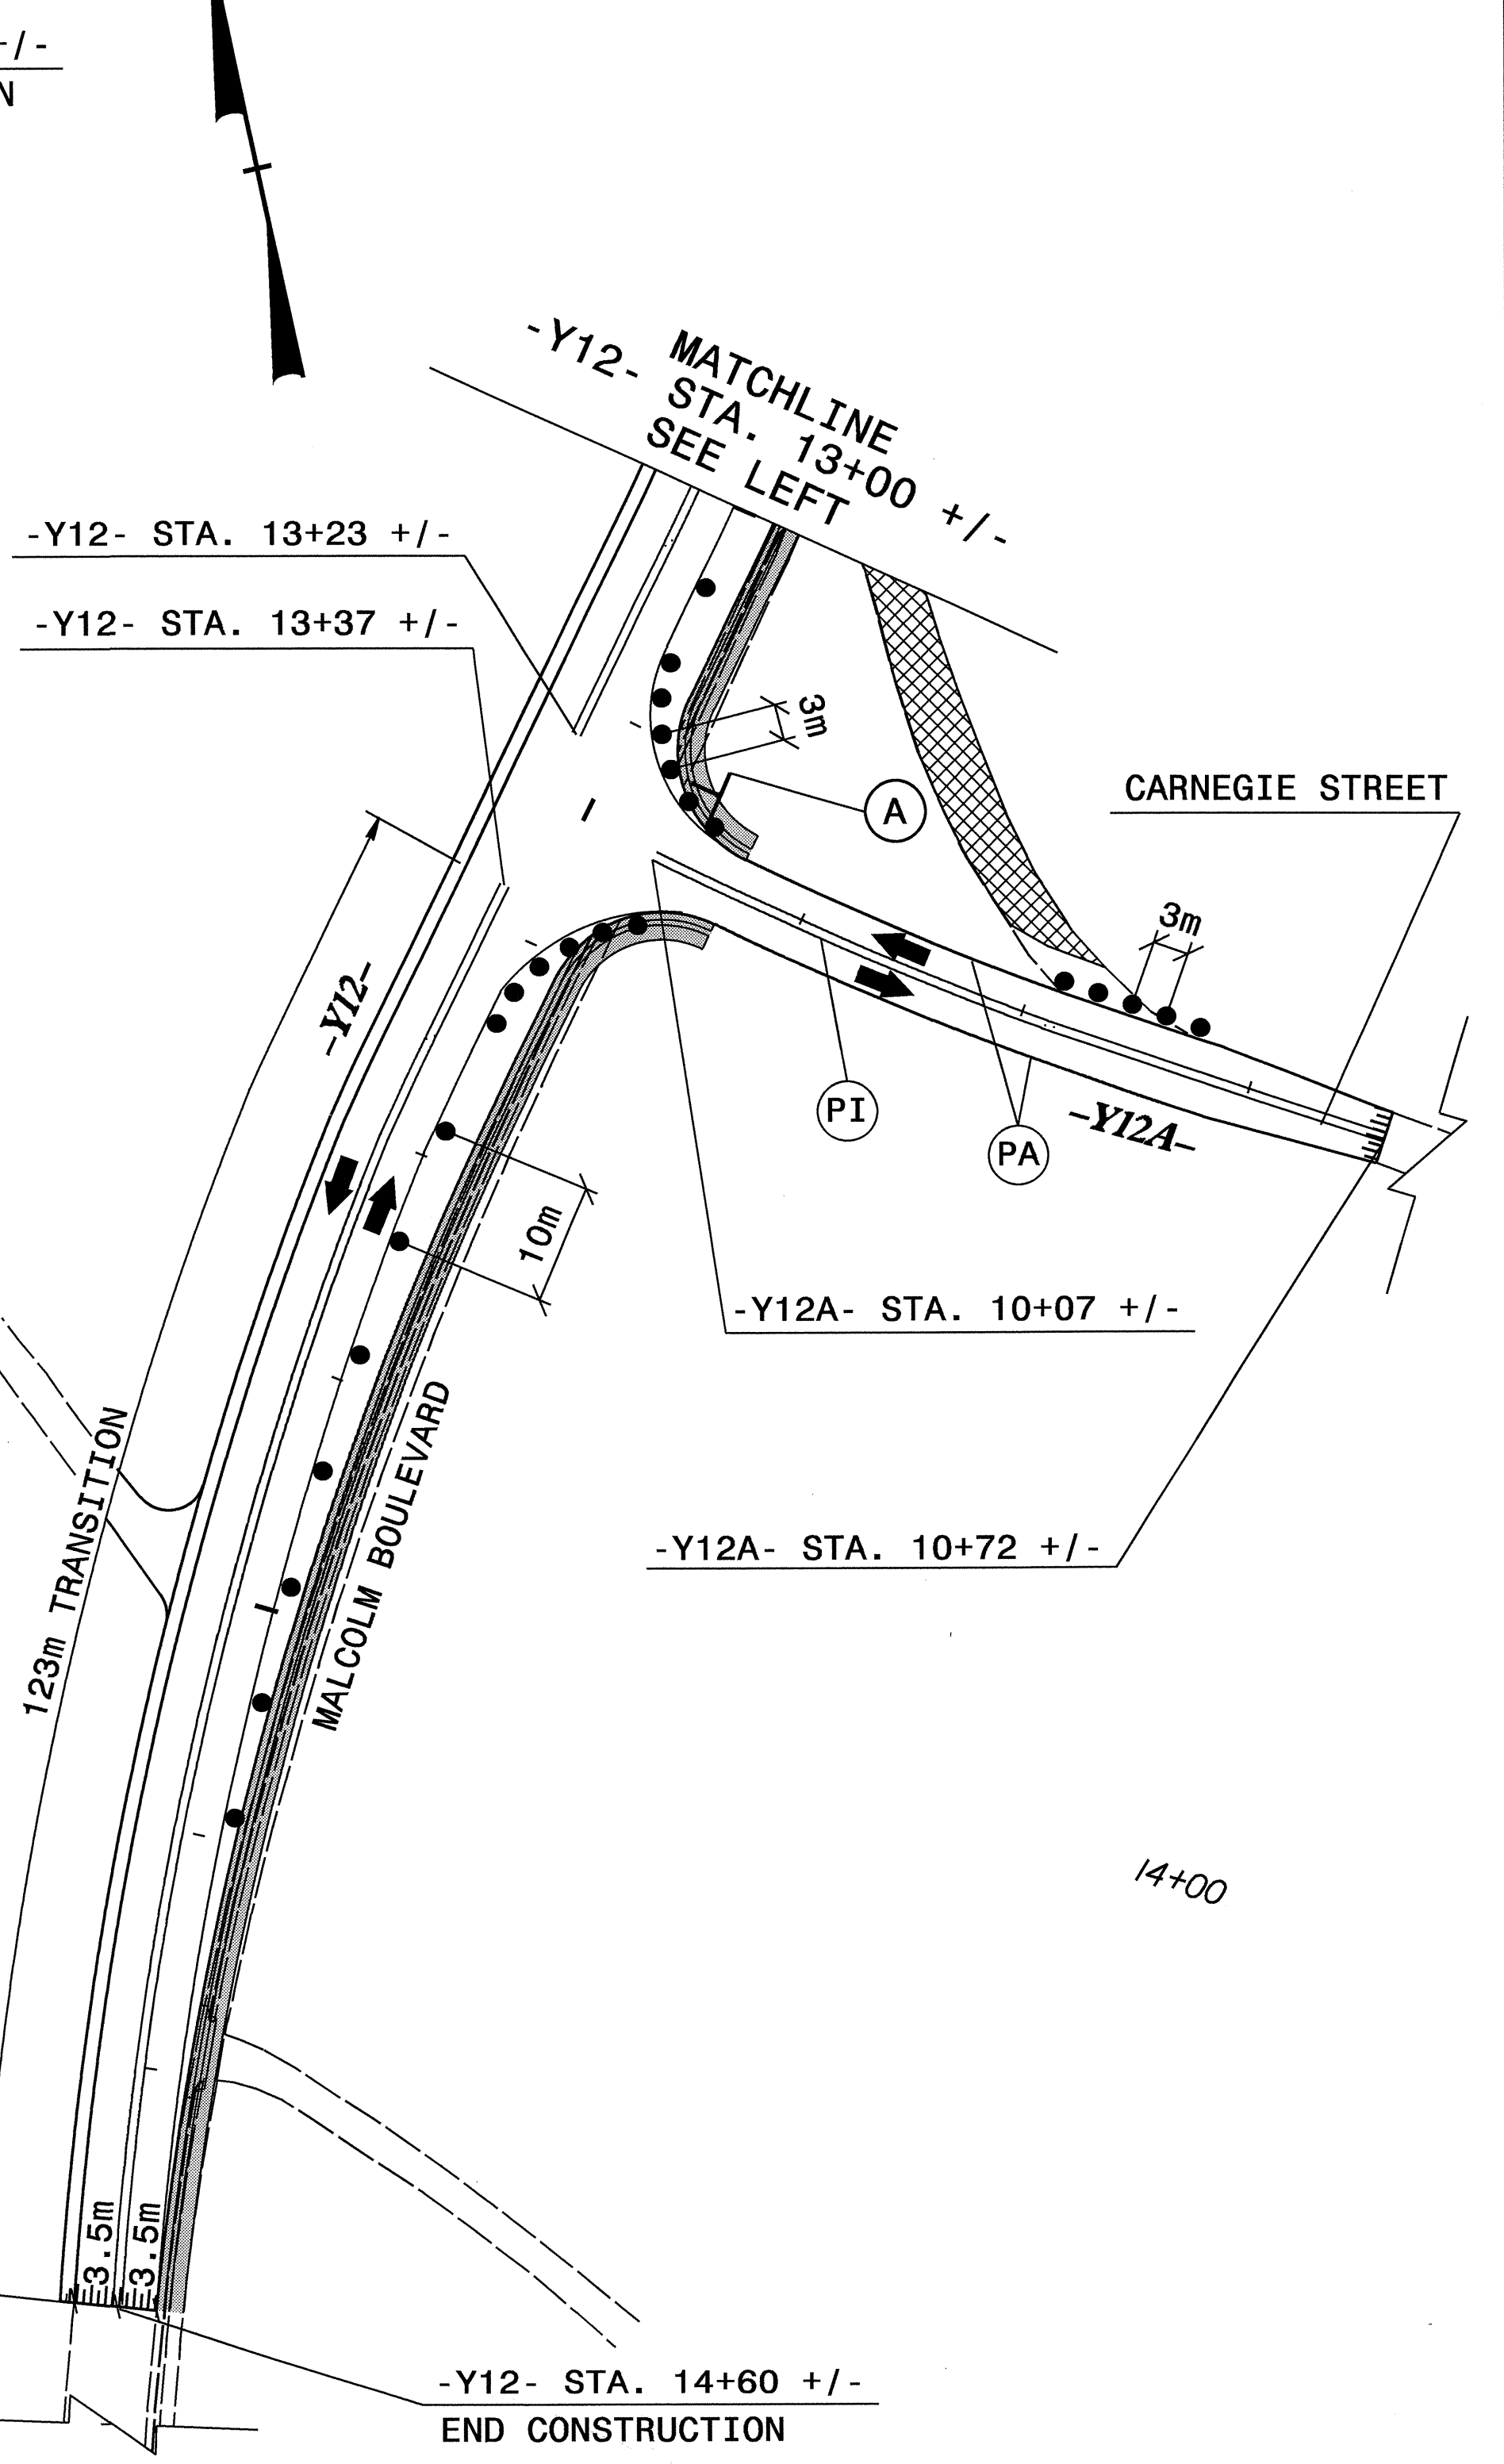 +/-
N
MATCHLINE
-Y12- STA. 13+00 +/-
SEE LEFT
-Y12- STA. 13+23 +/-
-Y12- STA. 13+37 +/-
3m
A
CARNEGIE STREET
3m
-Y12-
PI
PA
-Y12A-
10m
-Y12A- STA. 10+07 +/-
MALCOLM BOULEVARD
123m TRANSITION
-Y12A- STA. 10+72 +/-
14+00
3.5m
3.5m
-Y12- STA. 14+60 +/-
END CONSTRUCTION